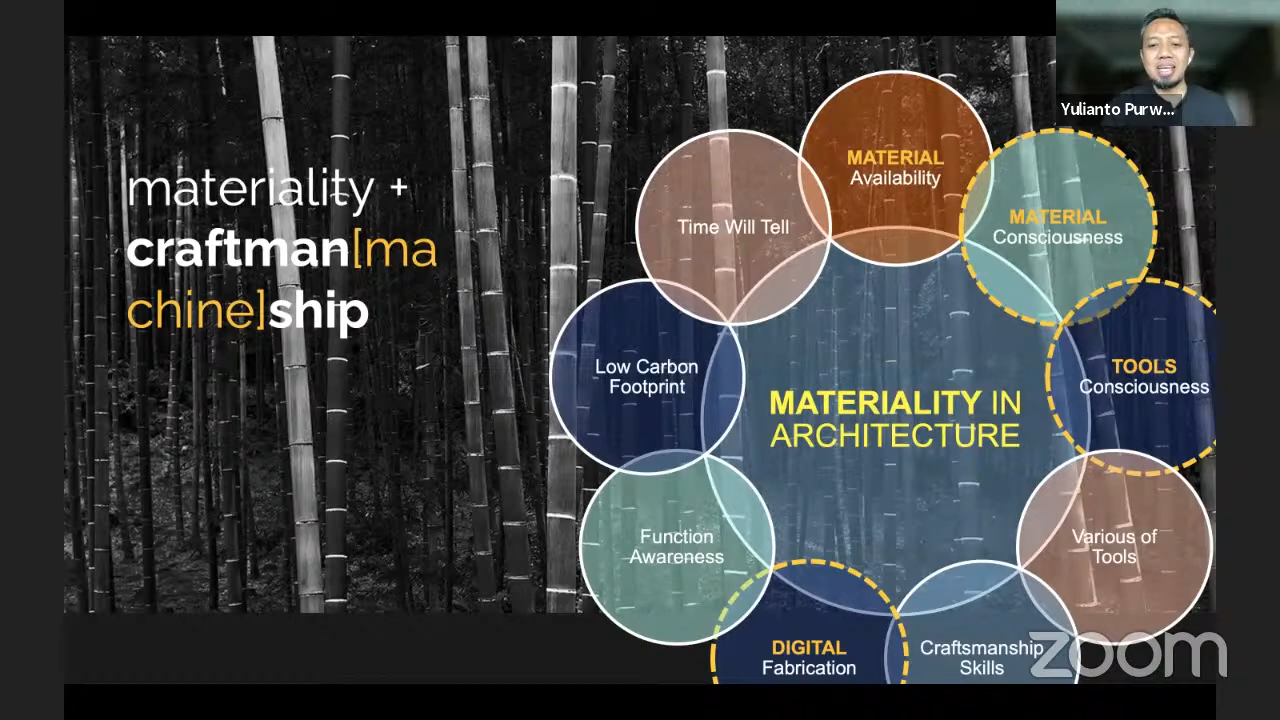 materiality +
craftman[ma
chine]ship
MATERIAL
Availability
MATERIAL
Consciousness
TOOLS
Consciousness
Various of
Tools
Craftsmanship
Skills
DIGITAL
Fabrication
Function
Awareness
Low Carbon
Footprint
Time Will Tell
MATERIALITY IN
ARCHITECTURE
Yulianto Purw...
zoom